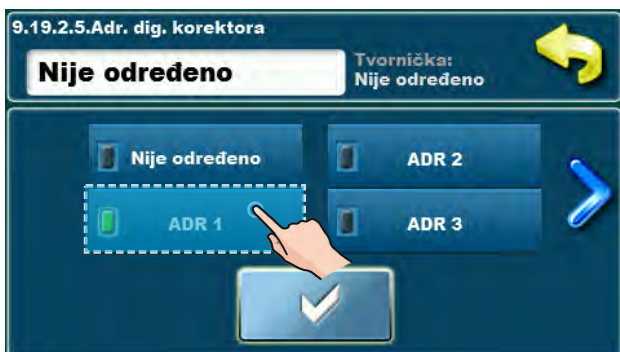 9.19.2.5.Adr. dig. korektora
Nije određeno
Tvornička:
Nije određeno
Nije određeno
ADR 2
ADR 1
ADR 3